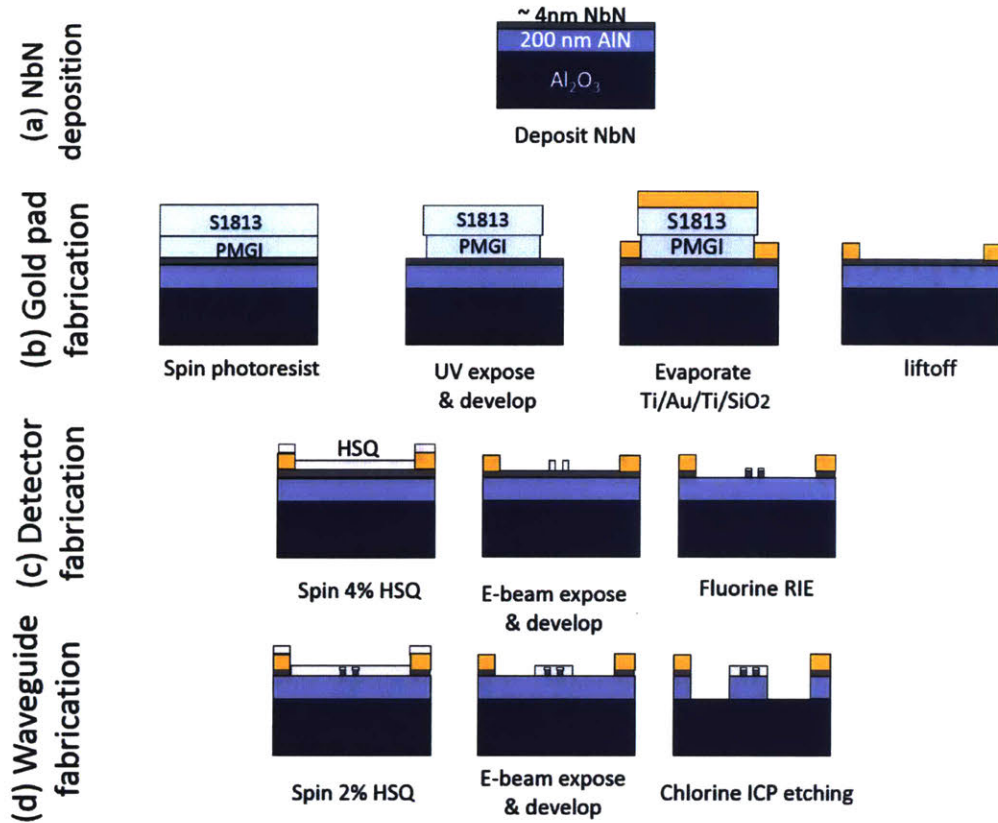 (a) NbN
deposition
~ 4nm NbN
200 nm AlN
Al₂O₃
Deposit NbN
(b) Gold pad
fabrication
S1813
PMGI
Spin photoresist
S1813
PMGI
UV expose
& develop
S1813
PMGI
Evaporate
Ti/Au/Ti/SiO2
liftoff
(c) Detector
fabrication
HSQ
Spin 4% HSQ
E-beam expose
& develop
Fluorine RIE
(d) Waveguide
fabrication
Spin 2% HSQ
E-beam expose
& develop
Chlorine ICP etching